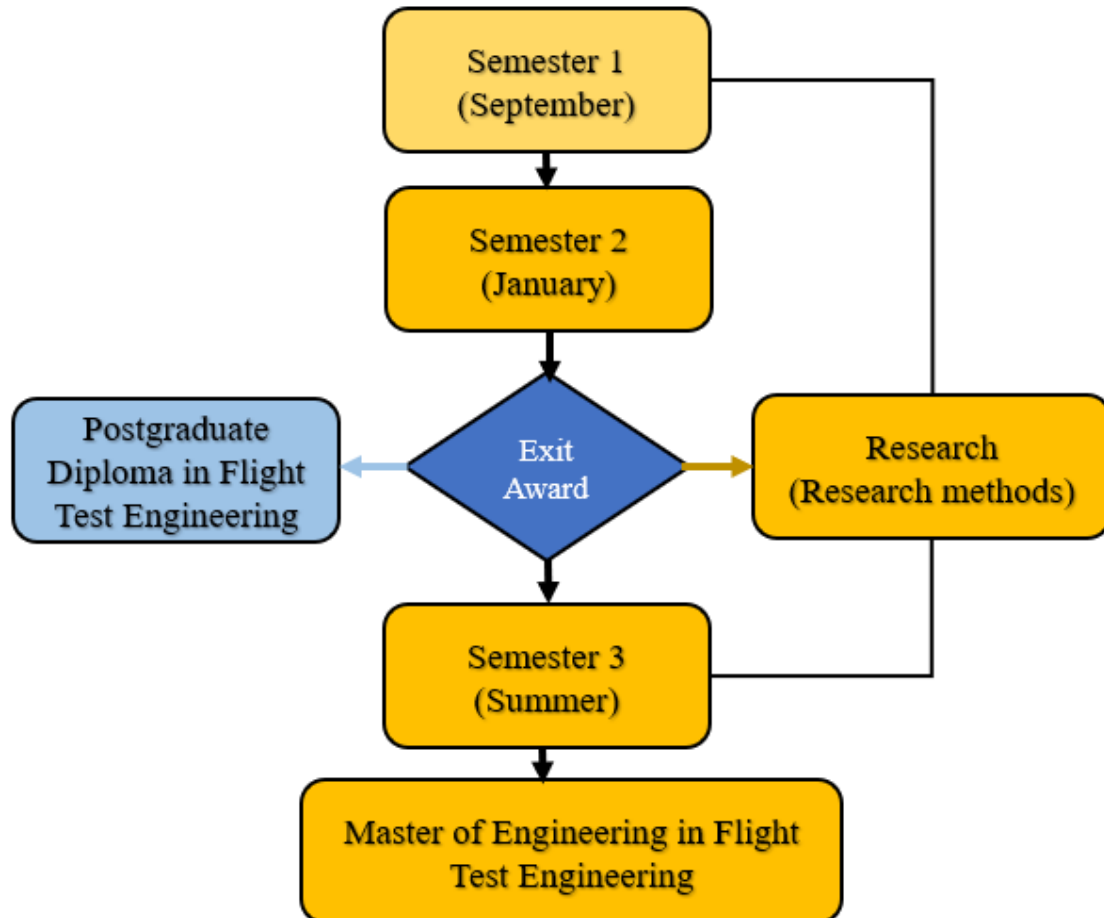 Semester 1
(September)
Semester 2
(January)
Postgraduate
Diploma in Flight
Test Engineering
Exit
Award
Research
(Research methods)
Semester 3
(Summer)
Master of Engineering in Flight
Test Engineering